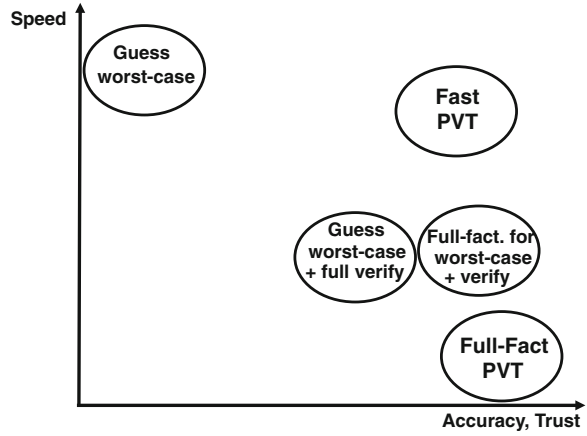 Speed
Guess
worst-case
Fast
PVT
Guess
worst-case
+ full verify
Full-fact. for
worst-case
+ verify
Full-Fact
PVT
Accuracy, Trust